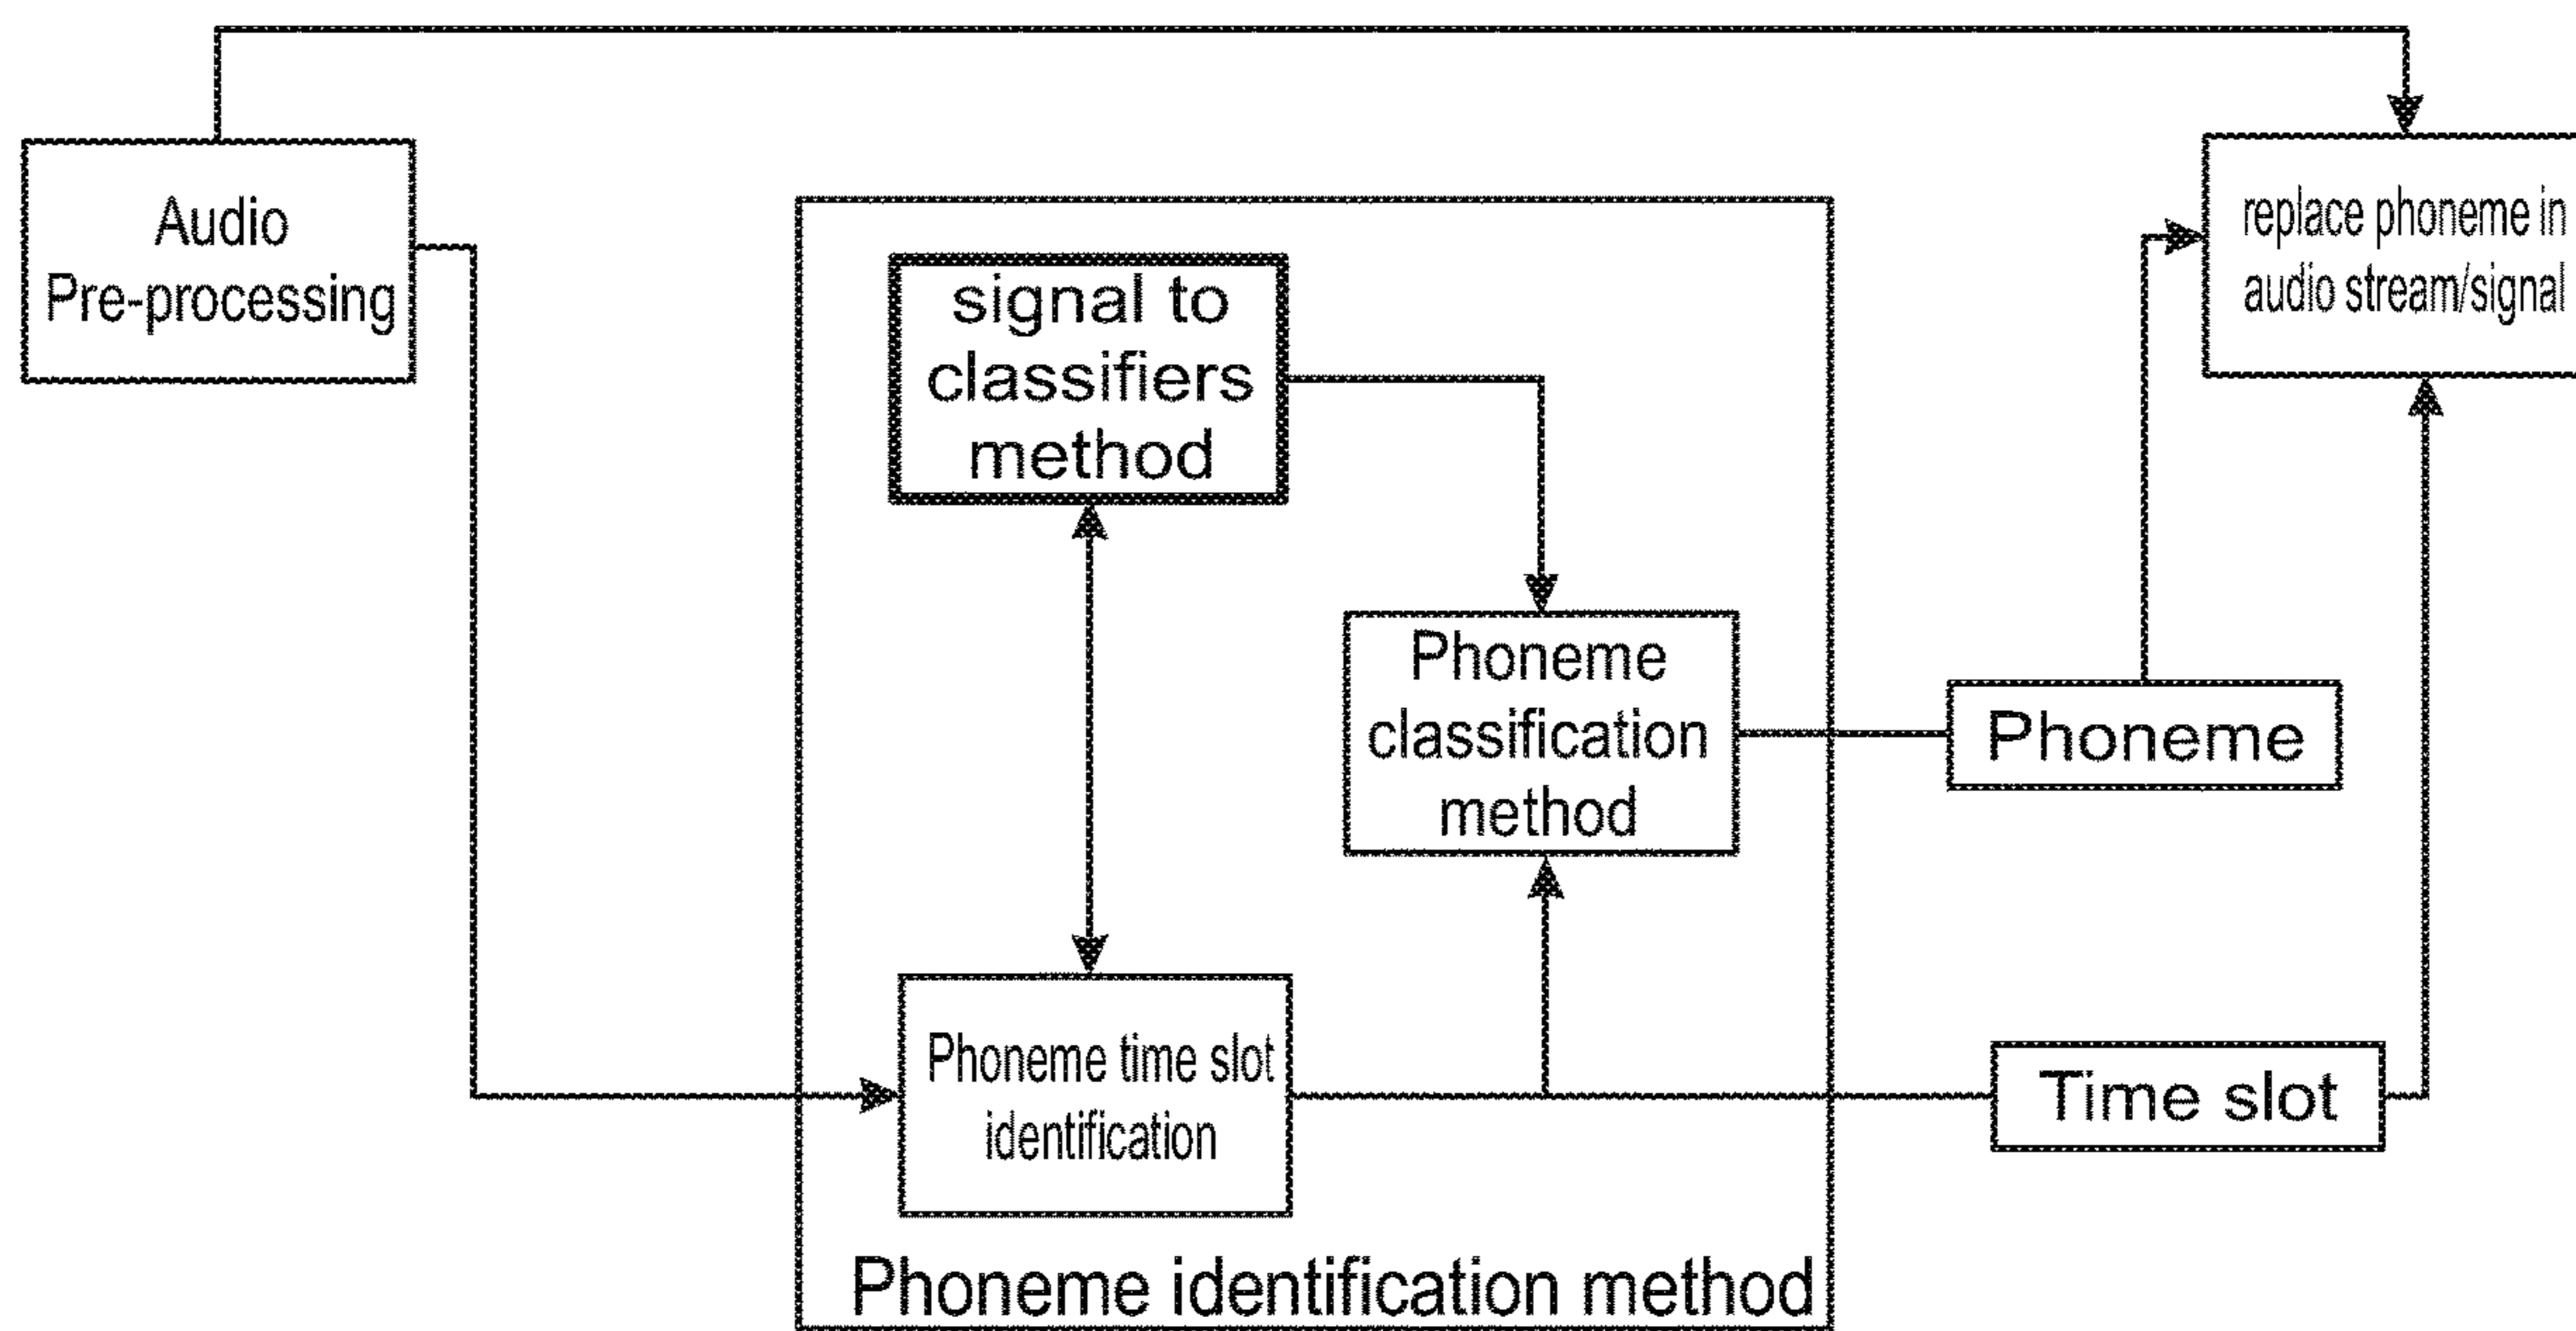 Audio
Pre-processing
signal to
classifiers
method
Phoneme
classification
method
Phoneme time slot
identification
Phoneme identification method
Phoneme
Time slot
replace phoneme in
audio stream/signal